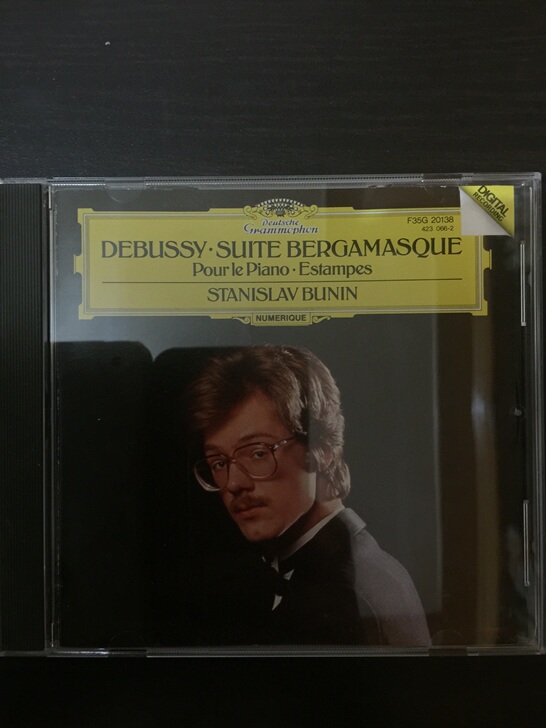 Deutsche
Grammophon
F35G 20138
423 066-2
DIGITAL
RECORDING
DEBUSSY · SUITE BERGAMASQUE
Pour le Piano · Estampes
STANISLAV BUNIN
NUMERIQUE